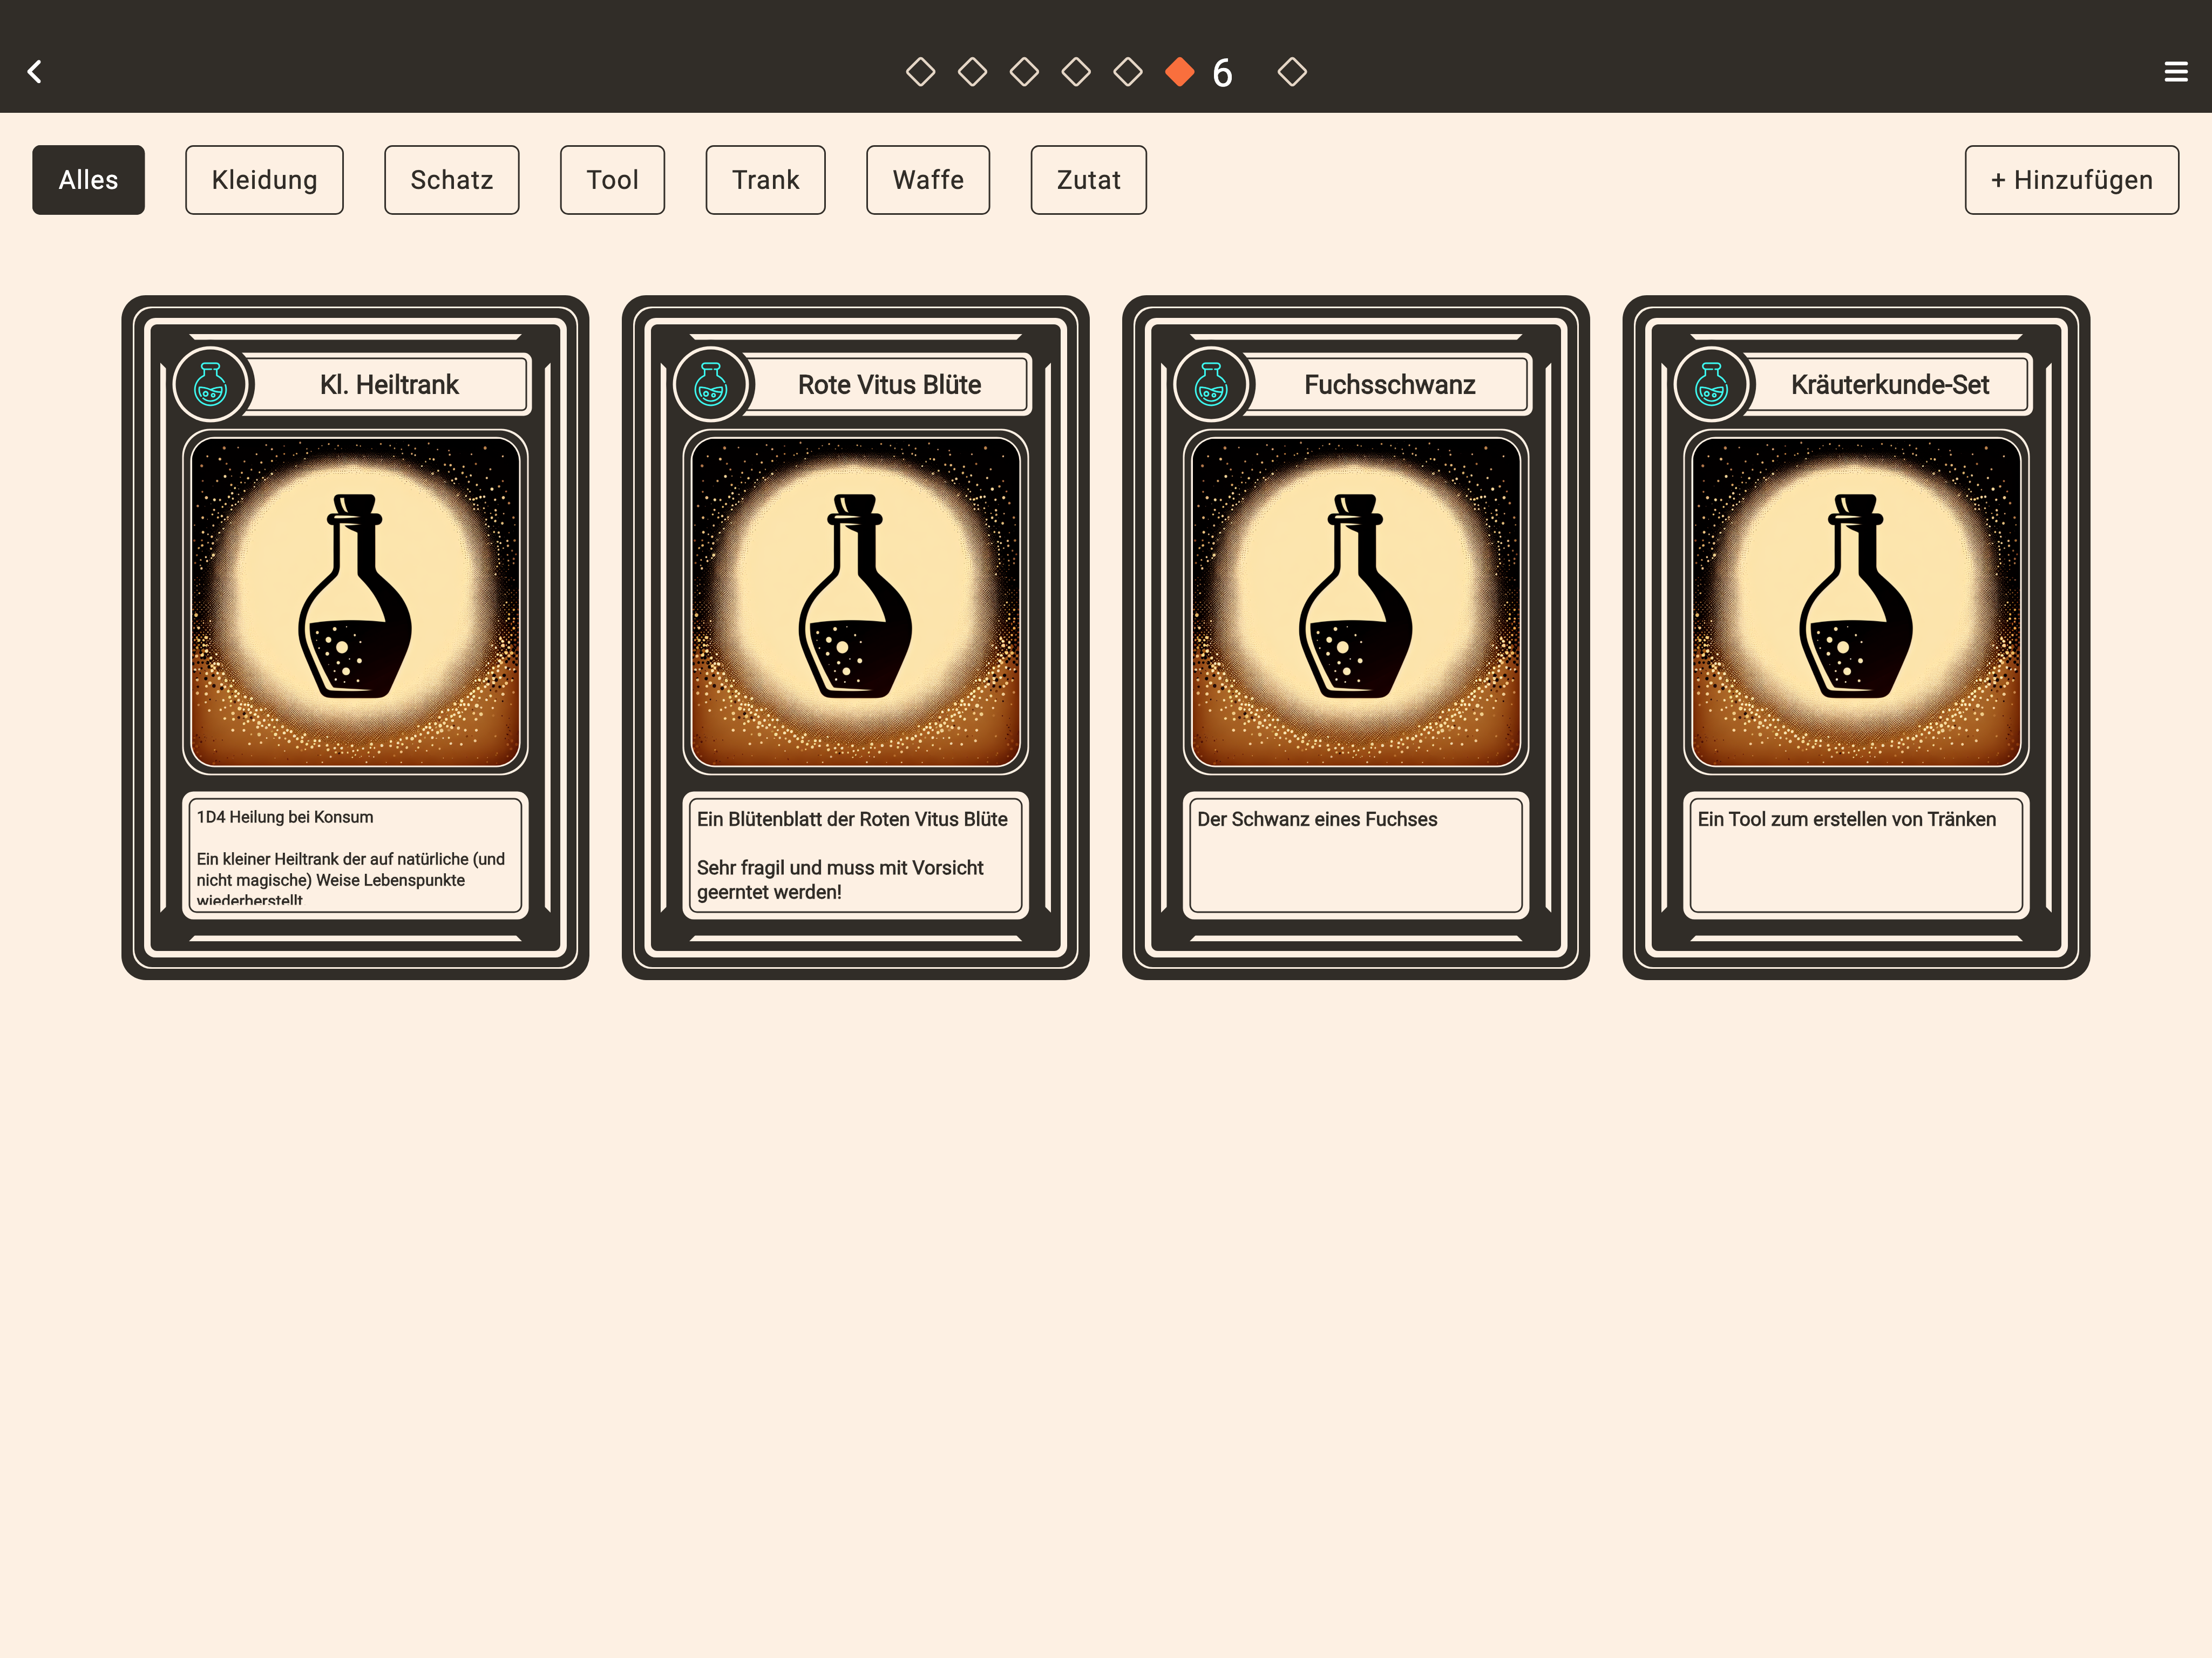 6
Alles
Kleidung
Schatz
Tool
Trank
Waffe
Zutat
+ Hinzufügen
Kl. Heiltrank
1D4 Heilung bei Konsum
Ein kleiner Heiltrank der auf natürliche (und
nicht magische) Weise Lebenspunkte
wiederherstellt
Rote Vitus Blüte
Ein Blütenblatt der Roten Vitus Blüte
Sehr fragil und muss mit Vorsicht
geerntet werden!
Fuchsschwanz
Der Schwanz eines Fuchses
Kräuterkunde-Set
Ein Tool zum erstellen von Tränken